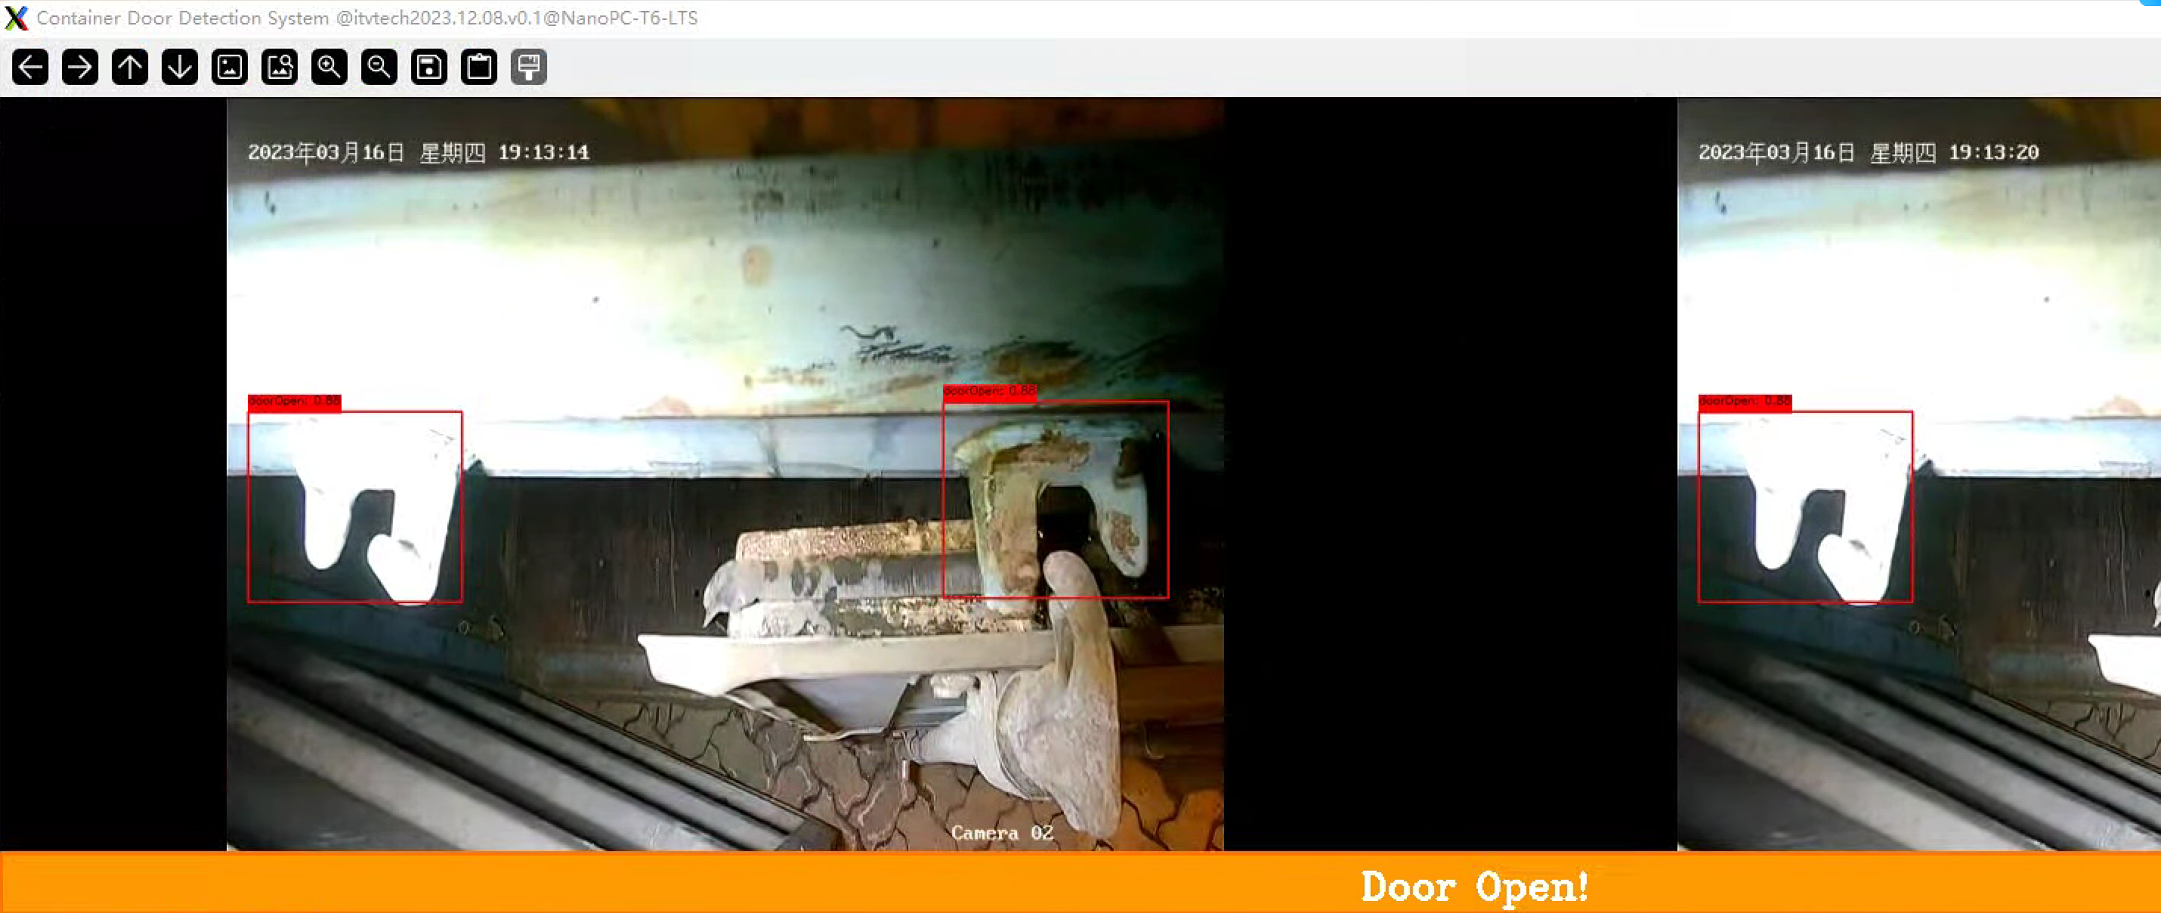 Container Door Detection System @itvtech2023.12.08.v0.1@NanoPC-T6-LTS
2023年03月16日 星期四 19:13:14
2023年03月16日 星期四 19:13:20
doorOpen: 0.88
doorOpen: 0.88
doorOpen: 0.88
Camera 02
Door Open!